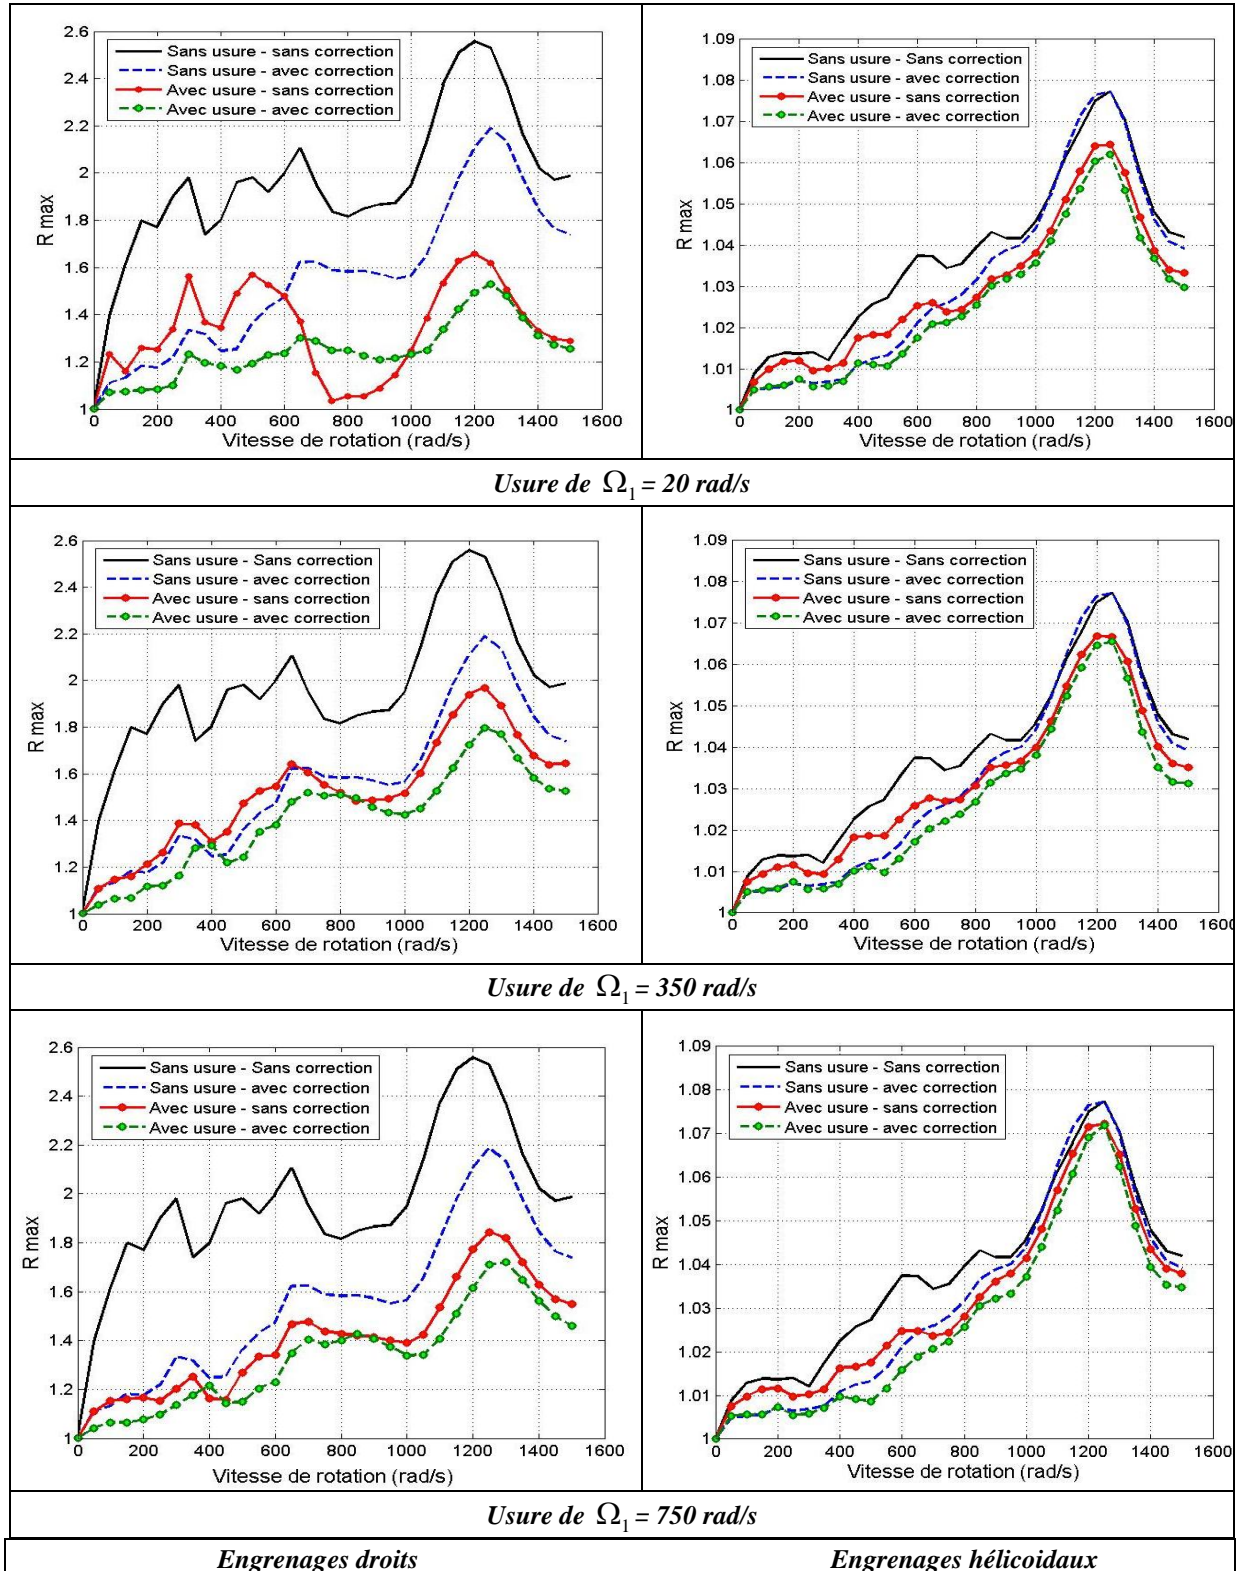 2.6
2.4
2.2
2
1.8
1.6
1.4
1.2
1
R max
Sans usure - sans correction
Sans usure - avec correction
Avec usure - sans correction
Avec usure - avec correction
0 200 400 600 800 1000 1200 1400 1600
Vitesse de rotation (rad/s)
1.09
1.08
1.07
1.06
1.05
1.04
1.03
1.02
1.01
1
R max
Sans usure - Sans correction
Sans usure - avec correction
Avec usure - sans correction
Avec usure - avec correction
0 200 400 600 800 1000 1200 1400 1600
Vitesse de rotation (rad/s)
Usure de Ω₁ = 20 rad/s
2.6
2.4
2.2
2
1.8
1.6
1.4
1.2
1
R max
Sans usure - Sans correction
Sans usure - avec correction
Avec usure - sans correction
Avec usure - avec correction
0 200 400 600 800 1000 1200 1400 1600
Vitesse de rotation (rad/s)
1.09
1.08
1.07
1.06
1.05
1.04
1.03
1.02
1.01
1
R max
Sans usure - Sans correction
Sans usure - avec correction
Avec usure - sans correction
Avec usure - avec correction
0 200 400 600 800 1000 1200 1400 1600
Vitesse de rotation (rad/s)
Usure de Ω₁ = 350 rad/s
2.6
2.4
2.2
2
1.8
1.6
1.4
1.2
1
R max
Sans usure - Sans correction
Sans usure - avec correction
Avec usure - sans correction
Avec usure - avec correction
0 200 400 600 800 1000 1200 1400 1600
Vitesse de rotation (rad/s)
1.09
1.08
1.07
1.06
1.05
1.04
1.03
1.02
1.01
1
R max
Sans usure - Sans correction
Sans usure - avec correction
Avec usure - sans correction
Avec usure - avec correction
0 200 400 600 800 1000 1200 1400 1600
Vitesse de rotation (rad/s)
Usure de Ω₁ = 750 rad/s
Engrenages droits
Engrenages hélicoidaux